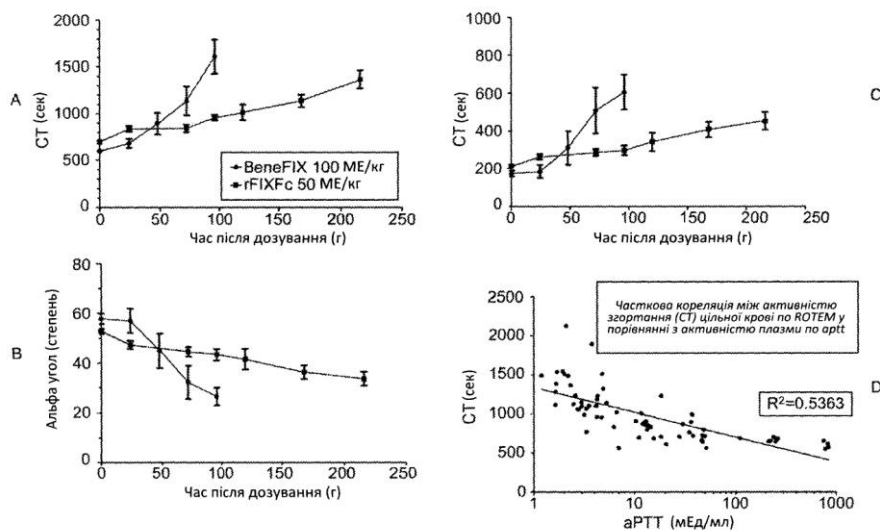 A
CT (сек)
2000
1500
1000
500
0
BeneFIX 100 МЕ/кг
rFIXFc 50 МЕ/кг
0 50 100 150 200 250
Час після дозування (г)
C
CT (сек)
1000
800
600
400
200
0
0 50 100 150 200 250
Час після дозування (г)
B
Альфа угол (степень)
80
60
40
20
0
0 50 100 150 200 250
Час після дозування (г)
D
CT (сек)
2500
2000
1500
1000
500
0
Часткова кореляція між активністю
згортання (СТ) цільної крові по ROTEM у
порівнянні з активністю плазми по aptt
R²=0.5363
1 10 100 1000
aPTT (мЕд/мл)